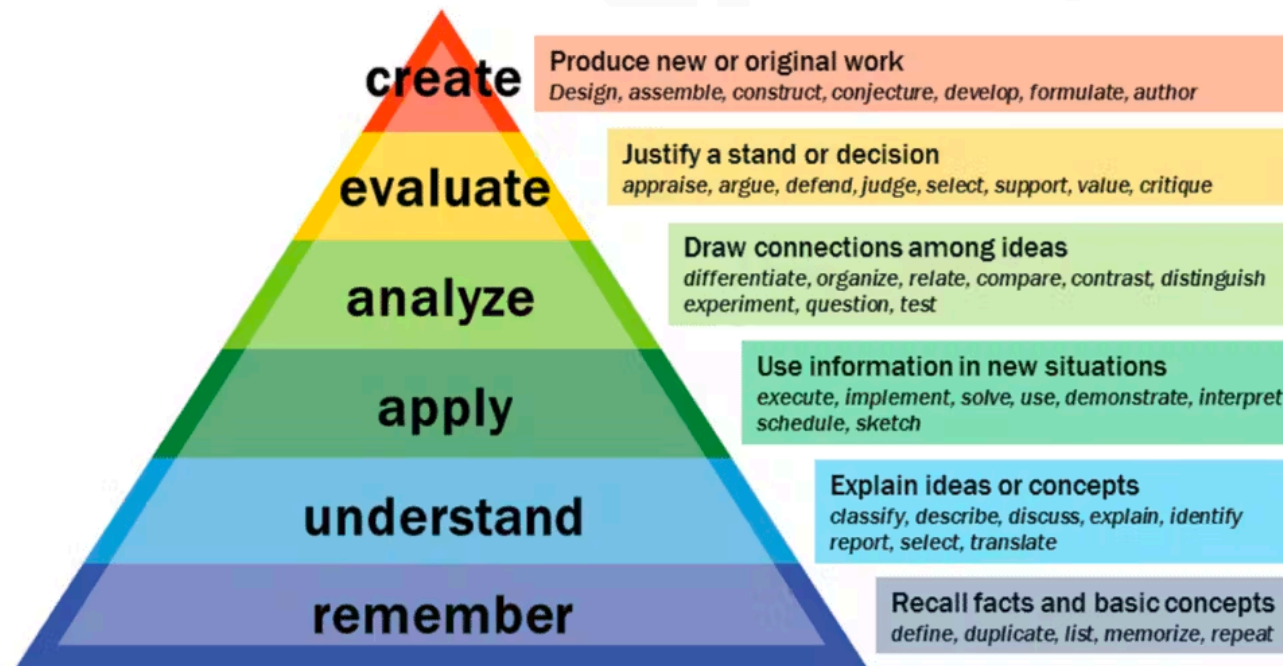 create
Produce new or original work
Design, assemble, construct, conjecture, develop, formulate, author
evaluate
Justify a stand or decision
appraise, argue, defend, judge, select, support, value, critique
analyze
Draw connections among ideas
differentiate, organize, relate, compare, contrast, distinguish
experiment, question, test
apply
Use information in new situations
execute, implement, solve, use, demonstrate, interpret
schedule, sketch
understand
Explain ideas or concepts
classify, describe, discuss, explain, identify
report, select, translate
remember
Recall facts and basic concepts
define, duplicate, list, memorize, repeat